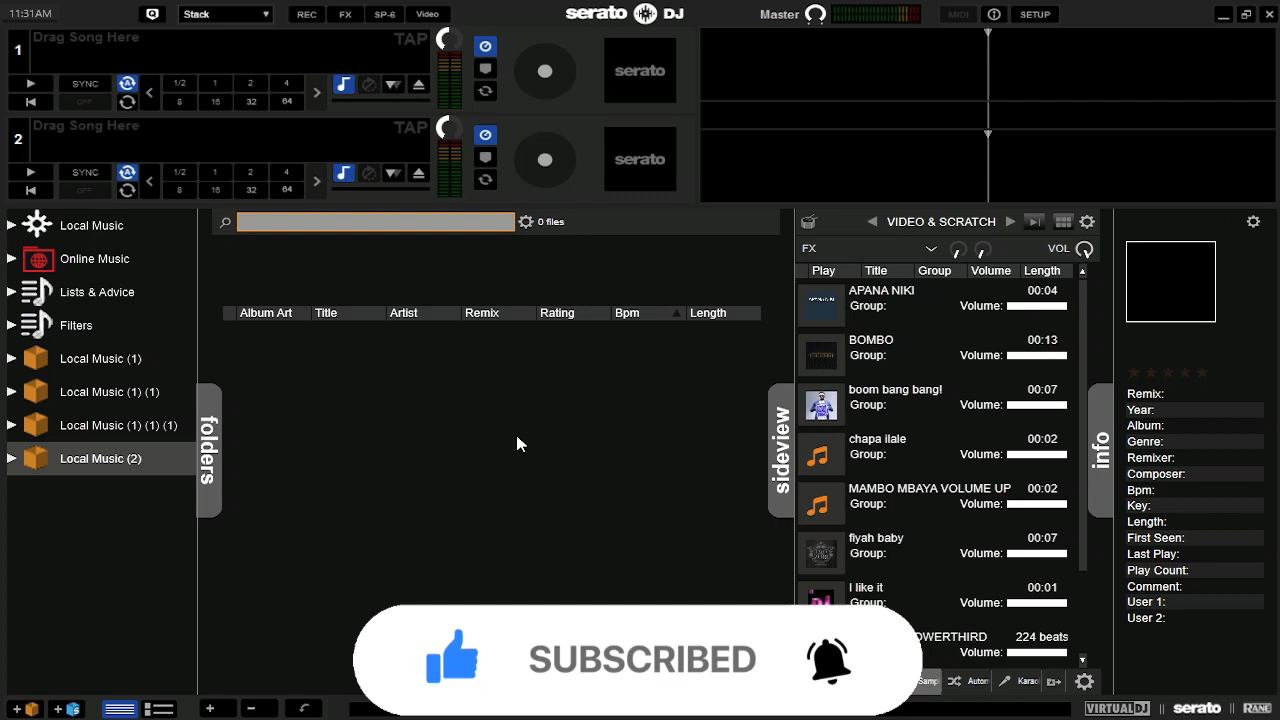 11:31AM
Stack
REC FX SP-6 Video
serato DJ
Master
MIDI
SETUP
1 Drag Song Here TAP
SYNC 1/2 1 2 4
OFF 8 16 32 64
serato
2 Drag Song Here TAP
SYNC 1/2 1 2 4
OFF 8 16 32 64
serato
Local Music
Online Music
Lists & Advice
Filters
Local Music (1)
Local Music (1) (1)
Local Music (1) (1) (1)
Local Music (2)
folders
0 files
Album Art Title Artist Remix Rating Bpm Length
sideview
VIDEO & SCRATCH
FX VOL
Play Title Group Volume Length
APANA NIKI 00:04
Group: Volume:
BOMBO 00:13
Group: Volume:
boom bang bang! 00:07
Group: Volume:
chapa ilale 00:02
Group: Volume:
MAMBO MBAYA VOLUME UP 00:02
Group: Volume:
fiyah baby 00:07
Group: Volume:
I like it 00:01
Group: Volume:
OWERTHIRD 224 beats
Volume:
Samp Autom Karac
info
Remix:
Year:
Album:
Genre:
Remixer:
Composer:
Bpm:
Key:
Length:
First Seen:
Last Play:
Play Count:
Comment:
User 1:
User 2:
SUBSCRIBED
VIRTUALDJ || serato || RANE